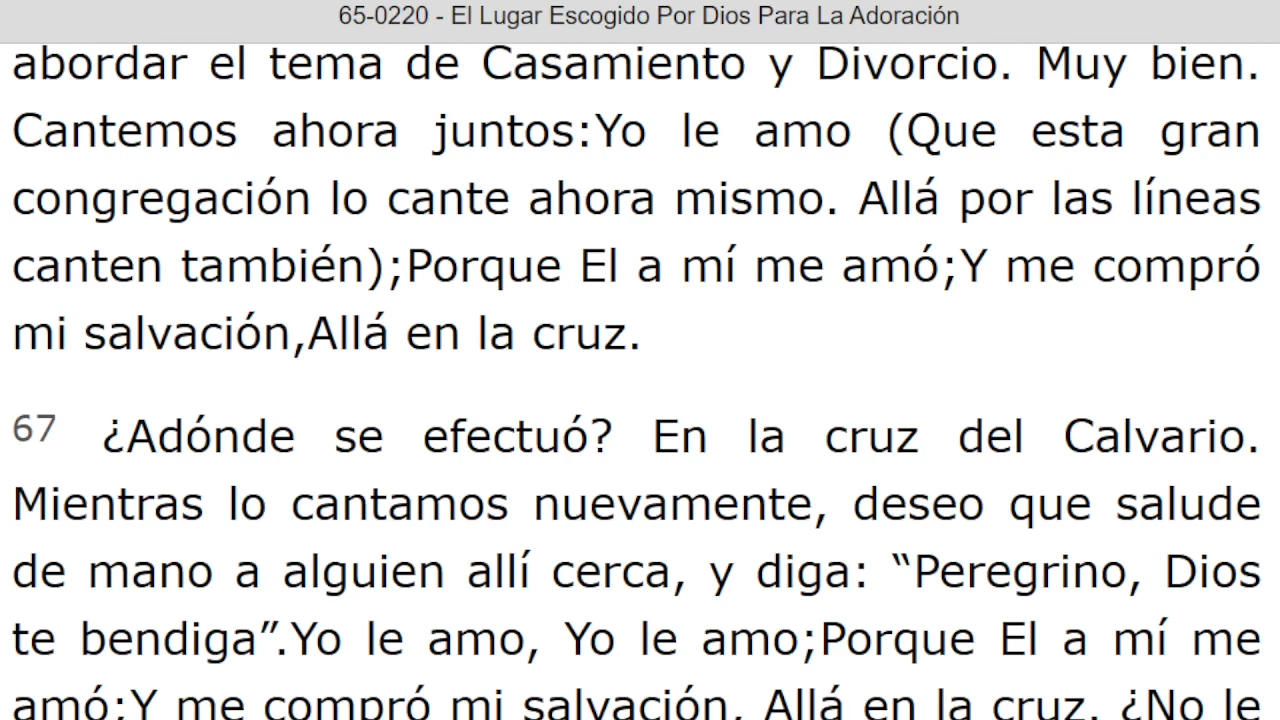 65-0220 - El Lugar Escogido Por Dios Para La Adoración
abordar el tema de Casamiento y Divorcio. Muy bien.
Cantemos ahora juntos:Yo le amo (Que esta gran
congregación lo cante ahora mismo. Allá por las líneas
canten también);Porque El a mí me amó;Y me compró
mi salvación,Allá en la cruz.
67 ¿Adónde se efectuó? En la cruz del Calvario.
Mientras lo cantamos nuevamente, deseo que salude
de mano a alguien allí cerca, y diga: “Peregrino, Dios
te bendiga”.Yo le amo, Yo le amo;Porque El a mí me
amó;Y me compró mi salvación, Allá en la cruz. ¿No le